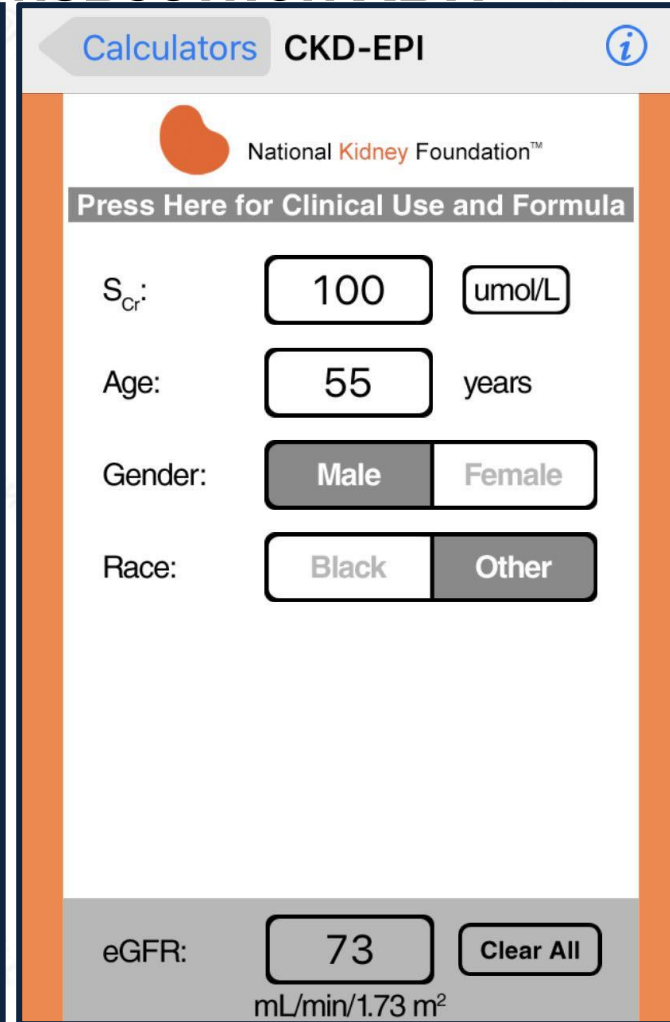 Calculators CKD-EPI i
National Kidney Foundation™
Press Here for Clinical Use and Formula
S_Cr: 100 umol/L
Age: 55 years
Gender: Male Female
Race: Black Other
eGFR: 73 Clear All
mL/min/1.73 m²